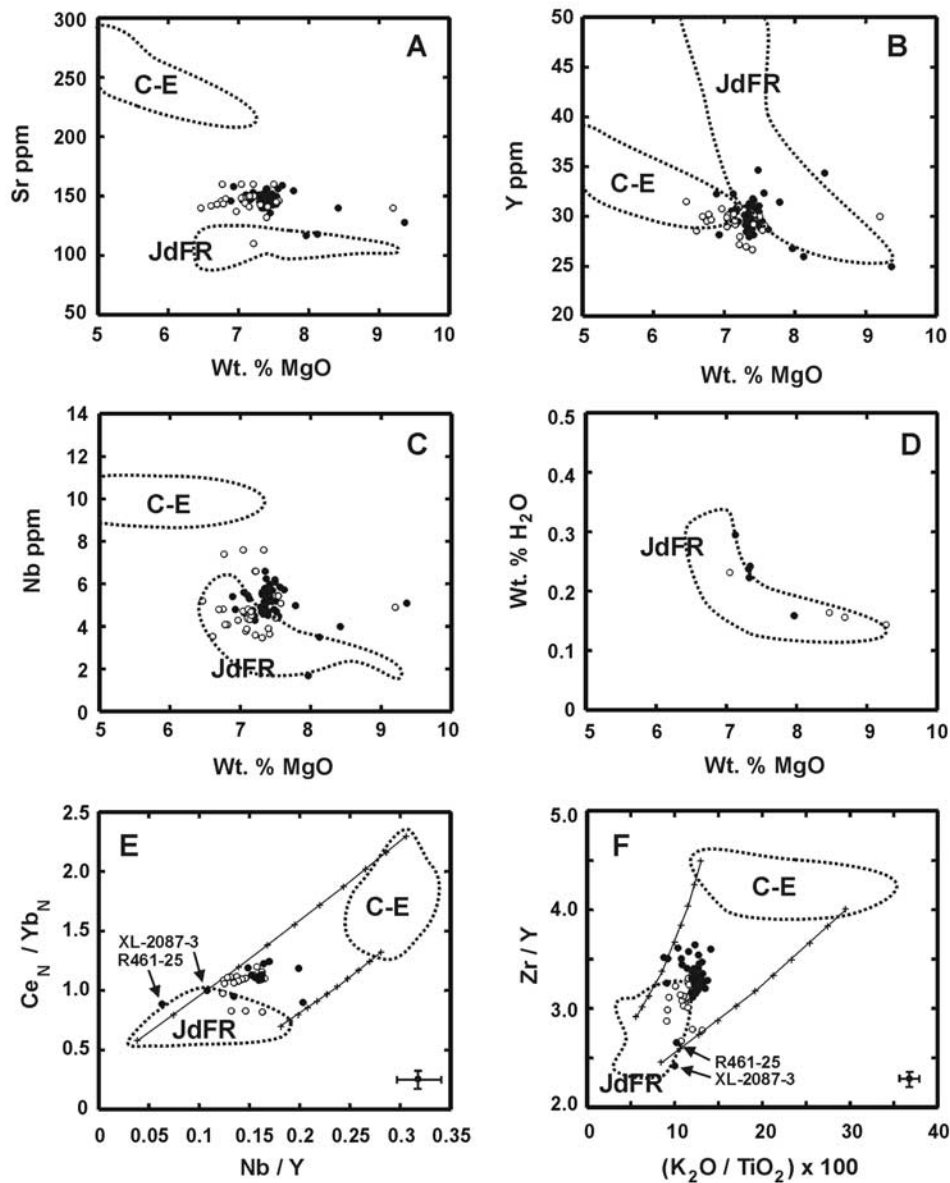 A
Sr ppm
300
250
200
150
100
50
C-E
JdFR
5 6 7 8 9 10
Wt. % MgO
B
Y ppm
50
45
40
35
30
25
20
JdFR
C-E
5 6 7 8 9 10
Wt. % MgO
C
Nb ppm
14
12
10
8
6
4
2
0
C-E
JdFR
5 6 7 8 9 10
Wt. % MgO
D
Wt. % H2O
0.5
0.4
0.3
0.2
0.1
0
JdFR
5 6 7 8 9 10
Wt. % MgO
E
CeN / YbN
2.5
2.0
1.5
1.0
0.5
0
C-E
XL-2087-3
R461-25
JdFR
0 0.05 0.1 0.15 0.2 0.25 0.3 0.35
Nb / Y
F
Zr / Y
5.0
4.0
3.0
2.0
C-E
R461-25
XL-2087-3
JdFR
0 10 20 30 40
(K2O / TiO2) x 100